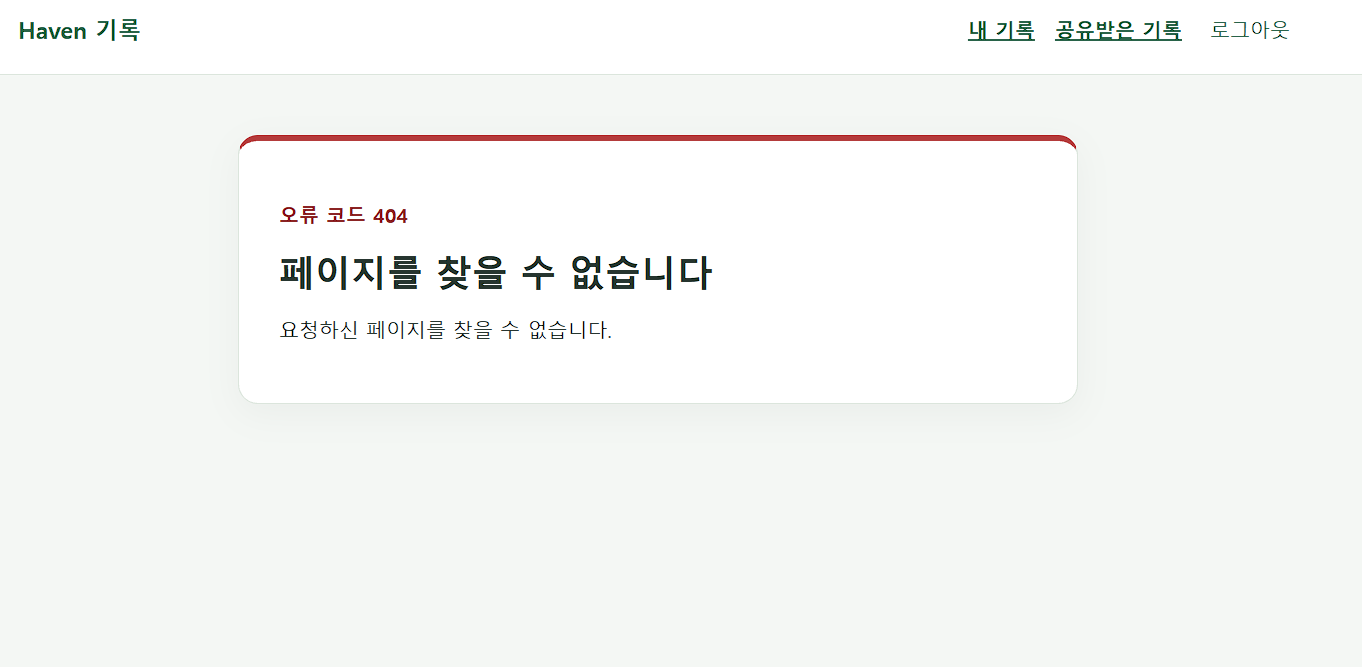 Haven 기록
내 기록 공유받은 기록 로그아웃
오류 코드 404
페이지를 찾을 수 없습니다
요청하신 페이지를 찾을 수 없습니다.